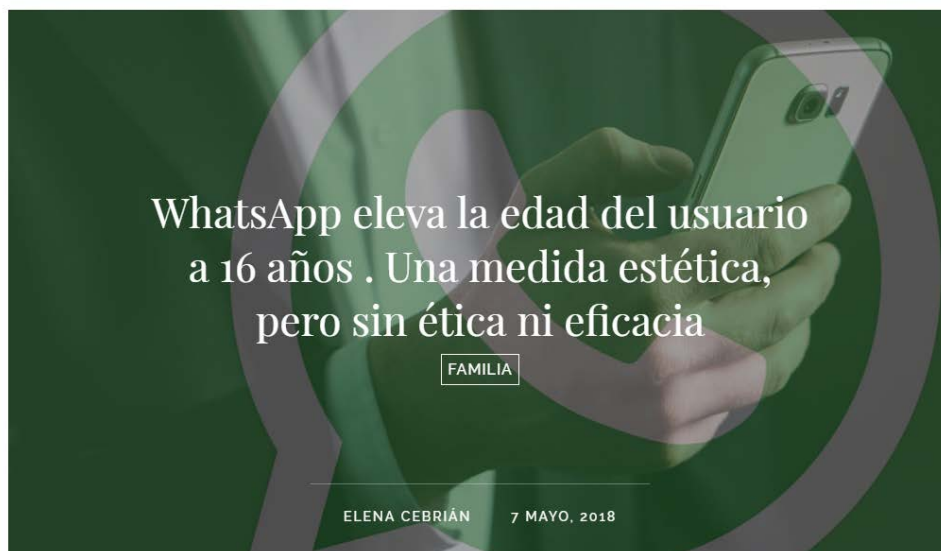 WhatsApp eleva la edad del usuario
a 16 años . Una medida estética,
pero sin ética ni eficacia
FAMILIA
ELENA CEBRIÁN 7 MAYO, 2018